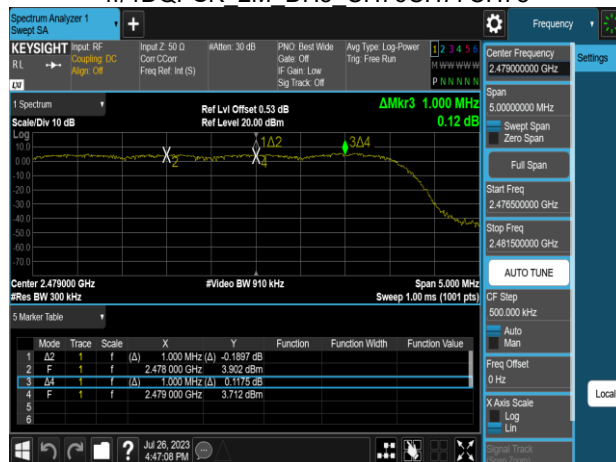 Spectrum Analyzer 1
Swept SA
+
Frequency
KEYSIGHT
RL
LXI
Input: RF
Coupling: DC
Align: Off
Input Z: 50 Ω
Corr CCorr
Freq Ref: Int (S)
#Atten: 30 dB
PNO: Best Wide
Gate: Off
IF Gain: Low
Sig Track: Off
Avg Type: Log-Power
Trig: Free Run
1 2 3 4 5 6
M W W W W W
P N N N N N
1 Spectrum
Scale/Div 10 dB
Ref Lvl Offset 0.53 dB
Ref Level 20.00 dBm
ΔMkr3 1.000 MHz
0.12 dB
Log
10.0
0.00
-10.0
-20.0
-30.0
-40.0
-50.0
-60.0
-70.0
2
1Δ2
4
3Δ4
Center 2.479000 GHz
#Res BW 300 kHz
#Video BW 910 kHz
Span 5.000 MHz
Sweep 1.00 ms (1001 pts)
5 Marker Table
Mode Trace Scale X Y Function Function Width Function Value
1 Δ2 1 f (Δ) 1.000 MHz (Δ) -0.1897 dB
2 F 1 f 2.478 000 GHz 3.902 dBm
3 Δ4 1 f (Δ) 1.000 MHz (Δ) 0.1175 dB
4 F 1 f 2.479 000 GHz 3.712 dBm
5
6
Jul 26, 2023
4:47:08 PM
?
Center Frequency
2.479000000 GHz
Settings
Span
5.00000000 MHz
Swept Span
Zero Span
Full Span
Start Freq
2.476500000 GHz
Stop Freq
2.481500000 GHz
AUTO TUNE
CF Step
500.000 kHz
Auto
Man
Freq Offset
0 Hz
X Axis Scale
Log
Lin
Local
Signal Track
(Span Zoom)